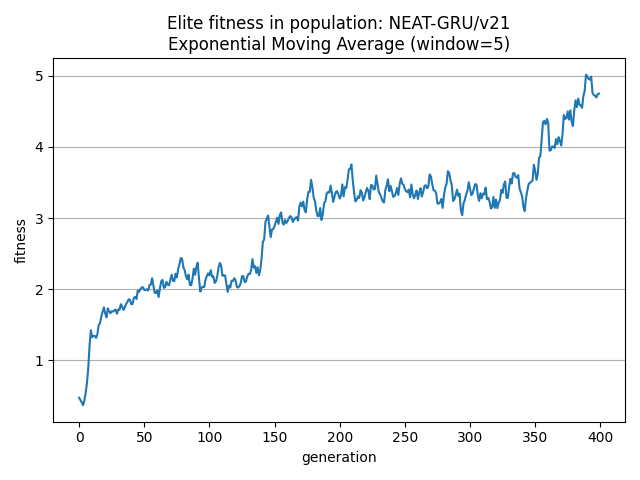 Elite fitness in population: NEAT-GRU/v21
Exponential Moving Average (window=5)
fitness
5
4
3
2
1
0 50 100 150 200 250 300 350 400
generation